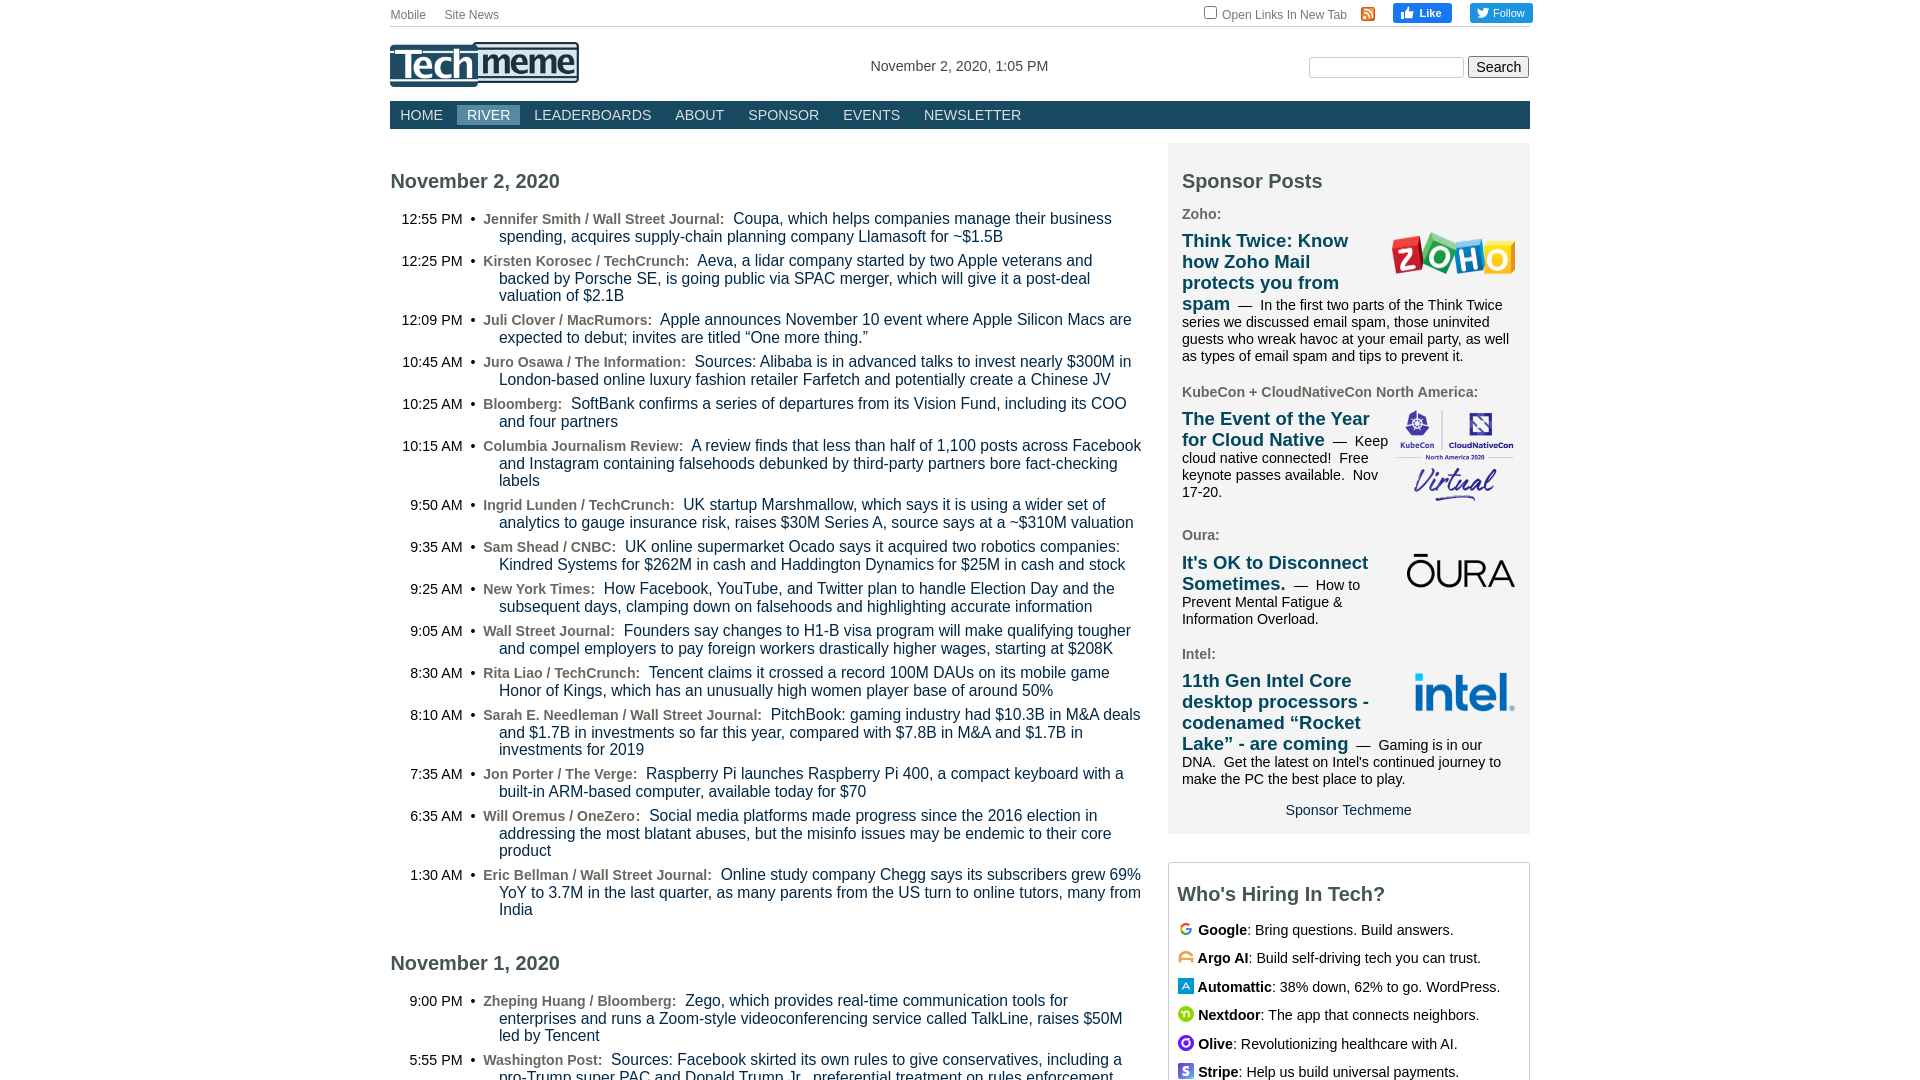 Mobile Site News Open Links In New Tab Like Follow
Techmeme
November 2, 2020, 1:05 PM
Search
HOME RIVER LEADERBOARDS ABOUT SPONSOR EVENTS NEWSLETTER
November 2, 2020
12:55 PM • Jennifer Smith / Wall Street Journal: Coupa, which helps companies manage their business
spending, acquires supply-chain planning company Llamasoft for ~$1.5B
12:25 PM • Kirsten Korosec / TechCrunch: Aeva, a lidar company started by two Apple veterans and
backed by Porsche SE, is going public via SPAC merger, which will give it a post-deal
valuation of $2.1B
12:09 PM • Juli Clover / MacRumors: Apple announces November 10 event where Apple Silicon Macs are
expected to debut; invites are titled “One more thing.”
10:45 AM • Juro Osawa / The Information: Sources: Alibaba is in advanced talks to invest nearly $300M in
London-based online luxury fashion retailer Farfetch and potentially create a Chinese JV
10:25 AM • Bloomberg: SoftBank confirms a series of departures from its Vision Fund, including its COO
and four partners
10:15 AM • Columbia Journalism Review: A review finds that less than half of 1,100 posts across Facebook
and Instagram containing falsehoods debunked by third-party partners bore fact-checking
labels
9:50 AM • Ingrid Lunden / TechCrunch: UK startup Marshmallow, which says it is using a wider set of
analytics to gauge insurance risk, raises $30M Series A, source says at a ~$310M valuation
9:35 AM • Sam Shead / CNBC: UK online supermarket Ocado says it acquired two robotics companies:
Kindred Systems for $262M in cash and Haddington Dynamics for $25M in cash and stock
9:25 AM • New York Times: How Facebook, YouTube, and Twitter plan to handle Election Day and the
subsequent days, clamping down on falsehoods and highlighting accurate information
9:05 AM • Wall Street Journal: Founders say changes to H1-B visa program will make qualifying tougher
and compel employers to pay foreign workers drastically higher wages, starting at $208K
8:30 AM • Rita Liao / TechCrunch: Tencent claims it crossed a record 100M DAUs on its mobile game
Honor of Kings, which has an unusually high women player base of around 50%
8:10 AM • Sarah E. Needleman / Wall Street Journal: PitchBook: gaming industry had $10.3B in M&A deals
and $1.7B in investments so far this year, compared with $7.8B in M&A and $1.7B in
investments for 2019
7:35 AM • Jon Porter / The Verge: Raspberry Pi launches Raspberry Pi 400, a compact keyboard with a
built-in ARM-based computer, available today for $70
6:35 AM • Will Oremus / OneZero: Social media platforms made progress since the 2016 election in
addressing the most blatant abuses, but the misinfo issues may be endemic to their core
product
1:30 AM • Eric Bellman / Wall Street Journal: Online study company Chegg says its subscribers grew 69%
YoY to 3.7M in the last quarter, as many parents from the US turn to online tutors, many from
India
November 1, 2020
9:00 PM • Zheping Huang / Bloomberg: Zego, which provides real-time communication tools for
enterprises and runs a Zoom-style videoconferencing service called TalkLine, raises $50M
led by Tencent
5:55 PM • Washington Post: Sources: Facebook skirted its own rules to give conservatives, including a
pro-Trump super PAC and Donald Trump Jr., preferential treatment on rules enforcement
Sponsor Posts
Zoho:
ZOHO
Think Twice: Know
how Zoho Mail
protects you from
spam — In the first two parts of the Think Twice
series we discussed email spam, those uninvited
guests who wreak havoc at your email party, as well
as types of email spam and tips to prevent it.
KubeCon + CloudNativeCon North America:
The Event of the Year
for Cloud Native — Keep
cloud native connected! Free
keynote passes available. Nov
17-20.
KubeCon CloudNativeCon
North America 2020
Virtual
Oura:
ŌURA
It's OK to Disconnect
Sometimes. — How to
Prevent Mental Fatigue &
Information Overload.
Intel:
intel®
11th Gen Intel Core
desktop processors -
codenamed “Rocket
Lake” - are coming — Gaming is in our
DNA. Get the latest on Intel's continued journey to
make the PC the best place to play.
Sponsor Techmeme
Who's Hiring In Tech?
Google: Bring questions. Build answers.
Argo AI: Build self-driving tech you can trust.
Automattic: 38% down, 62% to go. WordPress.
Nextdoor: The app that connects neighbors.
Olive: Revolutionizing healthcare with AI.
Stripe: Help us build universal payments.